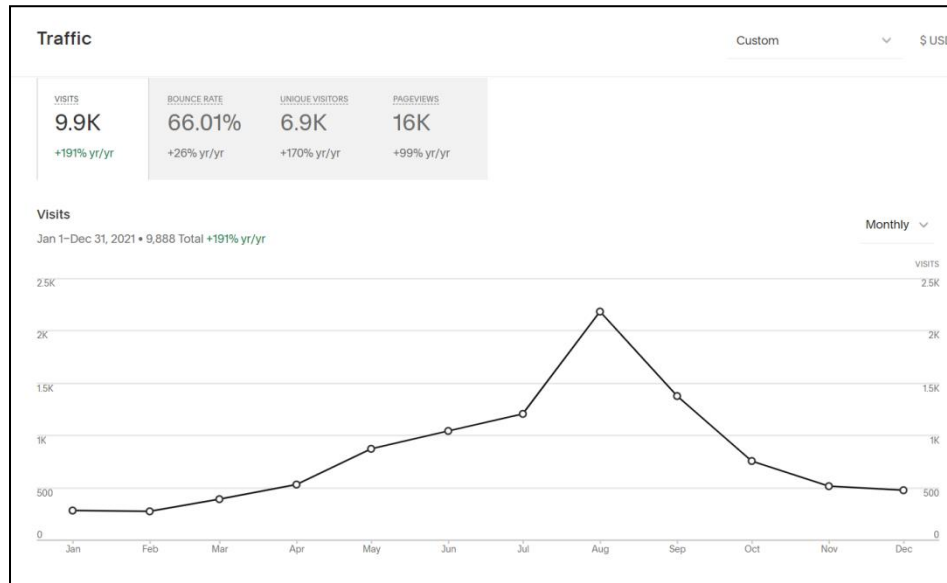 Traffic
Custom
$ USD
VISITS
9.9K
+191% yr/yr
BOUNCE RATE
66.01%
+26% yr/yr
UNIQUE VISITORS
6.9K
+170% yr/yr
PAGEVIEWS
16K
+99% yr/yr
Visits
Jan 1–Dec 31, 2021 • 9,888 Total +191% yr/yr
Monthly
VISITS
2.5K 2.5K
2K 2K
1.5K 1.5K
1K 1K
500 500
0 0
Jan Feb Mar Apr May Jun Jul Aug Sep Oct Nov Dec